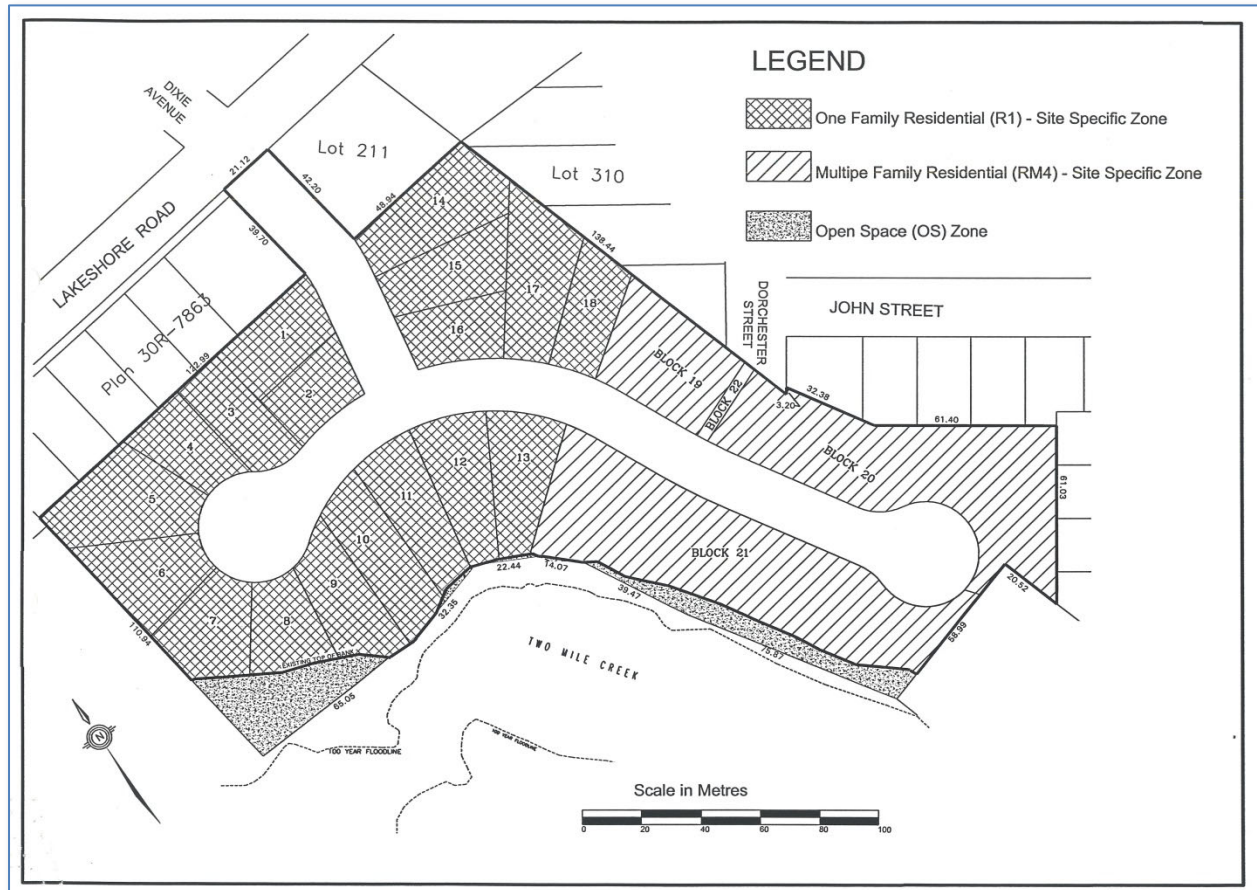 LEGEND
One Family Residential (R1) - Site Specific Zone
Multipe Family Residential (RM4) - Site Specific Zone
Open Space (OS) Zone
DIXIE
AVENUE
LAKESHORE ROAD
21.12
42.20
39.70
Lot 211
48.94
Lot 310
138.44
DORCHESTER
STREET
JOHN STREET
Plan 30R-7863
14
15
16
17
18
1
2
3
4
5
6
7
8
9
10
11
12
13
BLOCK 19
BLOCK 22
3.20
32.38
61.40
BLOCK 20
61.03
BLOCK 21
20.52
58.99
110.94
EXISTING TOP OF BANK
65.05
32.35
22.44
14.07
39.47
75.87
TWO MILE CREEK
100 YEAR FLOODLINE
100 YEAR FLOODLINE
N
Scale in Metres
0 20 40 60 80 100